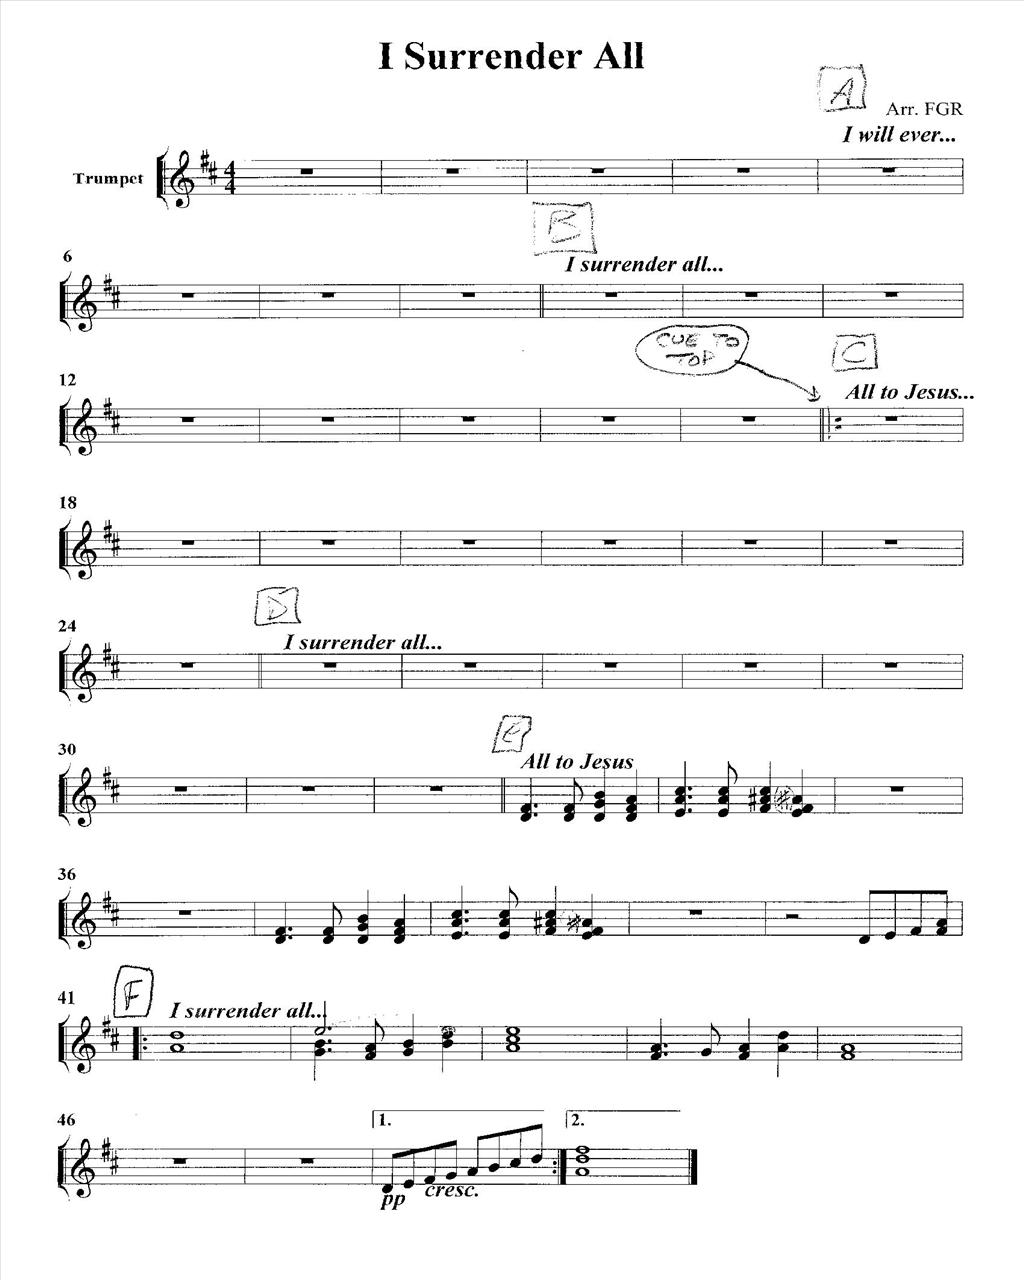 I Surrender All
A
Arr. FGR
I will ever...
Trumpet
B
6
I surrender all...
CUE TO
TOP
C
12
All to Jesus...
18
D
24
I surrender all...
E
30
All to Jesus
36
F
41
I surrender all...
46
1.
2.
pp
cresc.